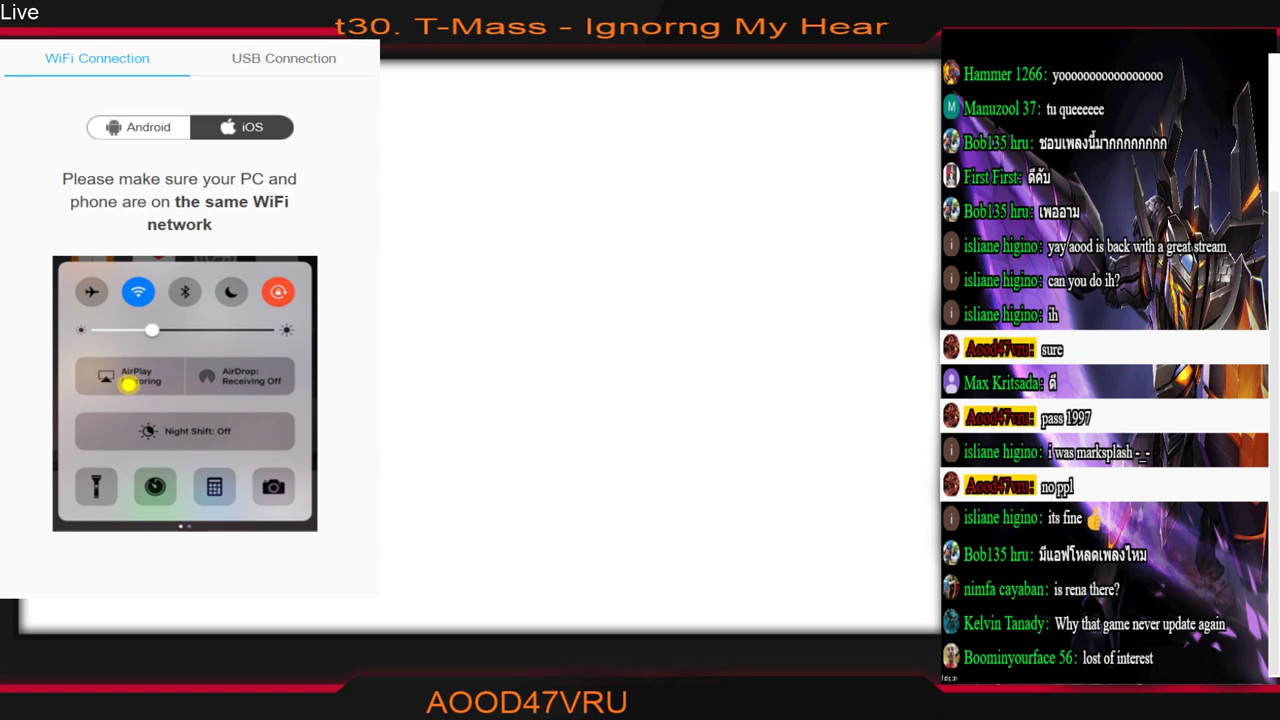 Live
t30. T-Mass - Ignorng My Hear
WiFi Connection
USB Connection
Android
iOS
Please make sure your PC and
phone are on the same WiFi
network
AirPlay
oring
AirDrop:
Receiving Off
Night Shift: Off
Hammer 1266: yoooooooooooooooooo
Manuzool 37: tu queeeeee
Bob135 hru: ชอบเพลงนี้มากกกกกกกกก
First First: ดีคับ
Bob135 hru: เพออาม
isliane higino: yay aood is back with a great stream
isliane higino: can you do ih?
isliane higino: ih
Aood47vru: sure
Max Kritsada: ดี
Aood47vru: pass 1997
isliane higino: i was marksplash -_-
Aood47vru: no ppl
isliane higino: its fine 👍
Bob135 hru: มีแอฟโหลดเพลงไหม
nimfa cayaban: is rena there?
Kelvin Tanady: Why that game never update again
Boominyourface 56: lost of interest
AOOD47VRU